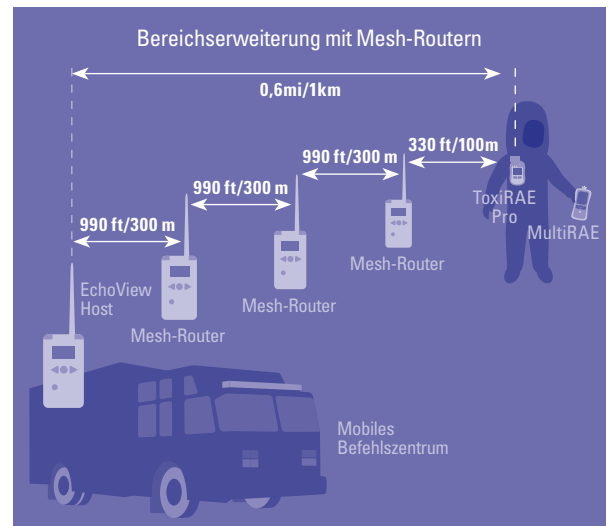 Bereichserweiterung mit Mesh-Routern
0,6mi/1km
330 ft/100m
990 ft/300 m
990 ft/300 m
990 ft/300 m
ToxiRAE
Pro
MultiRAE
Mesh-Router
Mesh-Router
Mesh-Router
EchoView
Host
Mobiles
Befehlszentrum